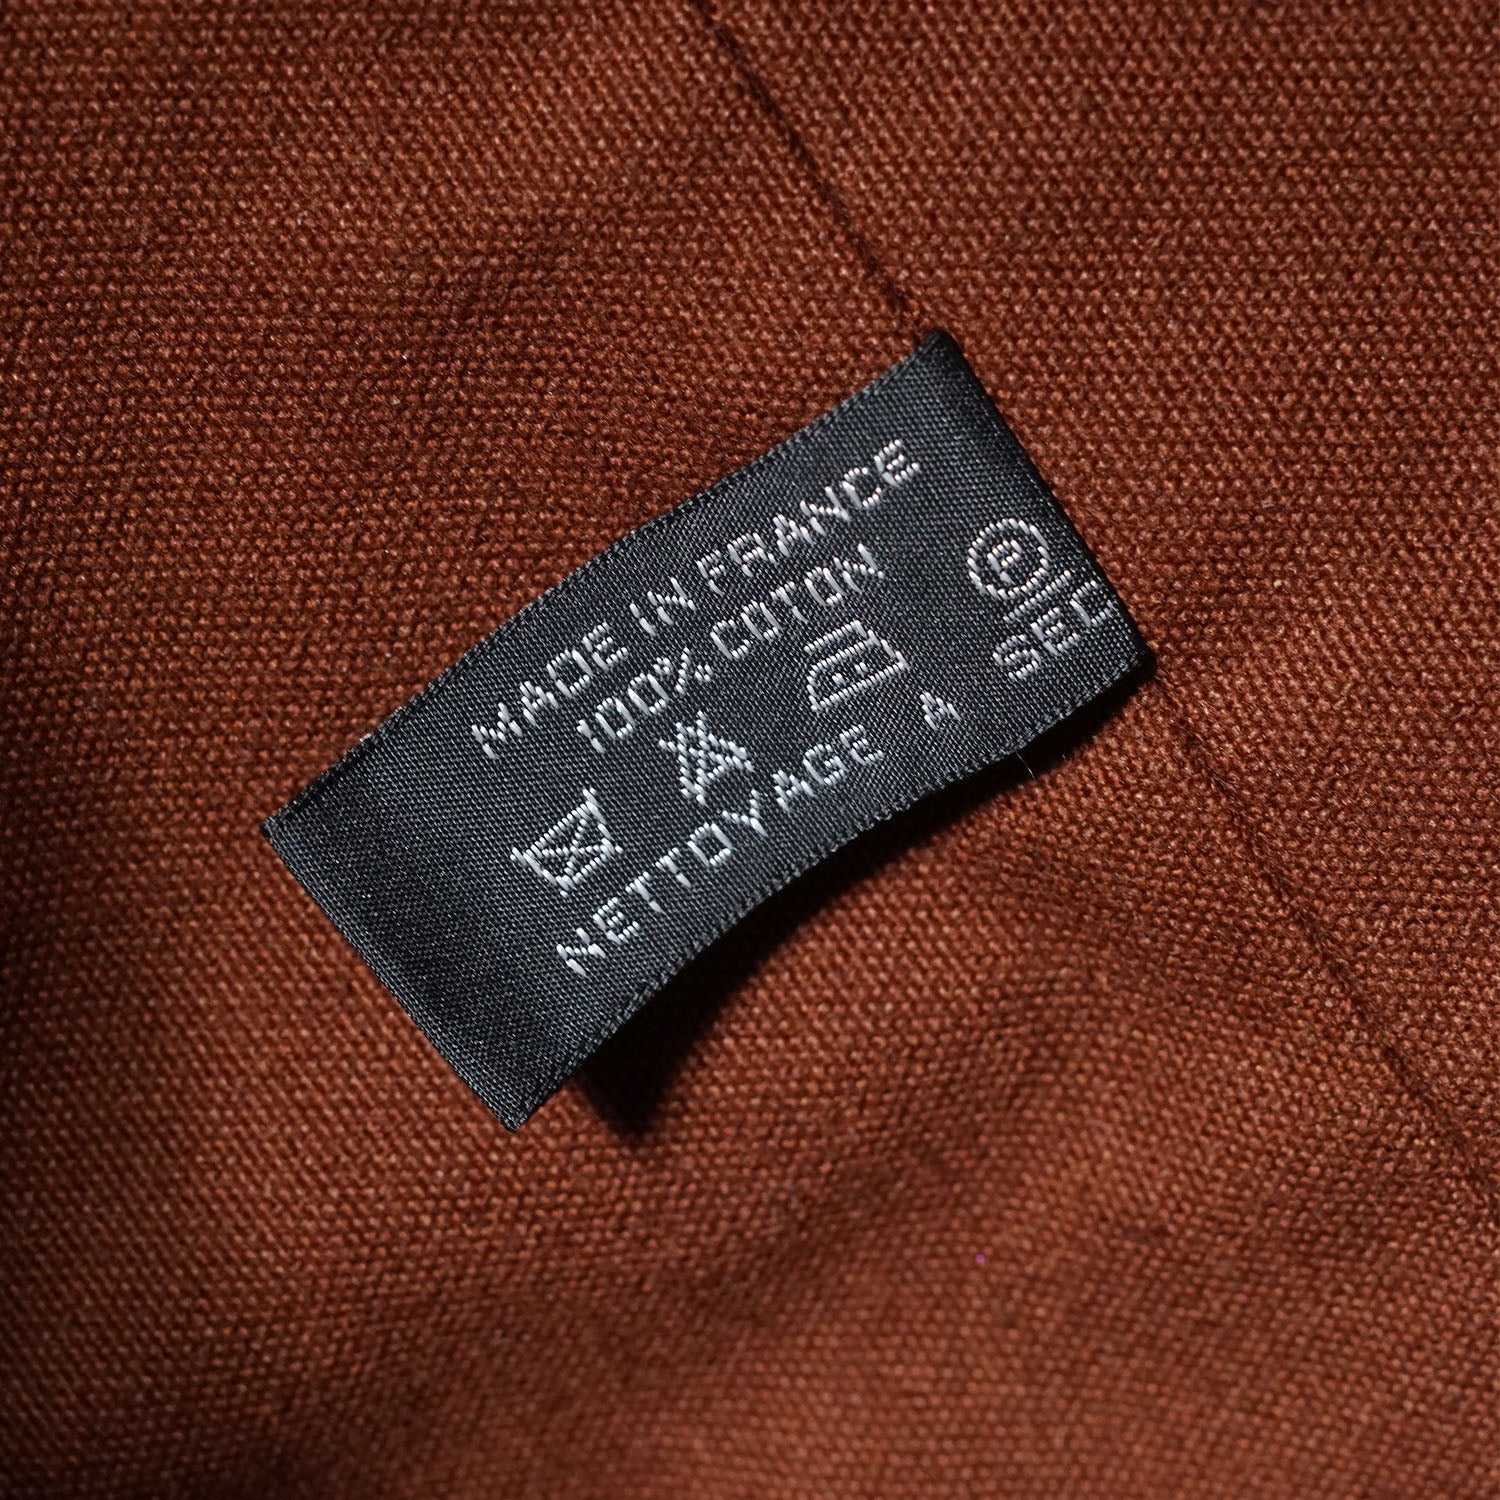 MADE IN FRANCE
100% COTON
P
NETTOYAGE A SEC